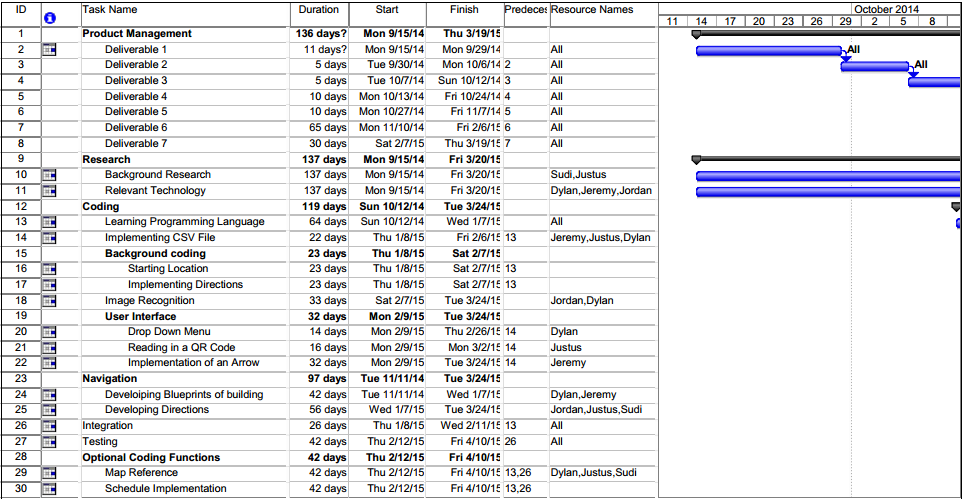 ID Task Name Duration Start Finish Predeces Resource Names October 2014
11 14 17 20 23 26 29 2 5 8
1 Product Management 136 days? Mon 9/15/14 Thu 3/19/15
2 Deliverable 1 11 days? Mon 9/15/14 Mon 9/29/14 All All
3 Deliverable 2 5 days Tue 9/30/14 Mon 10/6/14 2 All All
4 Deliverable 3 5 days Tue 10/7/14 Sun 10/12/14 3 All
5 Deliverable 4 10 days Mon 10/13/14 Fri 10/24/14 4 All
6 Deliverable 5 10 days Mon 10/27/14 Fri 11/7/14 5 All
7 Deliverable 6 65 days Mon 11/10/14 Fri 2/6/15 6 All
8 Deliverable 7 30 days Sat 2/7/15 Thu 3/19/15 7 All
9 Research 137 days Mon 9/15/14 Fri 3/20/15
10 Background Research 137 days Mon 9/15/14 Fri 3/20/15 Sudi,Justus
11 Relevant Technology 137 days Mon 9/15/14 Fri 3/20/15 Dylan,Jeremy,Jordan
12 Coding 119 days Sun 10/12/14 Tue 3/24/15
13 Learning Programming Language 64 days Sun 10/12/14 Wed 1/7/15 All
14 Implementing CSV File 22 days Thu 1/8/15 Fri 2/6/15 13 Jeremy,Justus,Dylan
15 Background coding 23 days Thu 1/8/15 Sat 2/7/15
16 Starting Location 23 days Thu 1/8/15 Sat 2/7/15 13
17 Implementing Directions 23 days Thu 1/8/15 Sat 2/7/15 13
18 Image Recognition 33 days Sat 2/7/15 Tue 3/24/15 Jordan,Dylan
19 User Interface 32 days Mon 2/9/15 Tue 3/24/15
20 Drop Down Menu 14 days Mon 2/9/15 Thu 2/26/15 14 Dylan
21 Reading in a QR Code 16 days Mon 2/9/15 Mon 3/2/15 14 Justus
22 Implementation of an Arrow 32 days Mon 2/9/15 Tue 3/24/15 14 Jeremy
23 Navigation 97 days Tue 11/11/14 Tue 3/24/15
24 Develoiping Blueprints of building 42 days Tue 11/11/14 Wed 1/7/15 Dylan,Jeremy
25 Developing Directions 56 days Wed 1/7/15 Tue 3/24/15 Jordan,Justus,Sudi
26 Integration 26 days Thu 1/8/15 Wed 2/11/15 13 All
27 Testing 42 days Thu 2/12/15 Fri 4/10/15 26 All
28 Optional Coding Functions 42 days Thu 2/12/15 Fri 4/10/15
29 Map Reference 42 days Thu 2/12/15 Fri 4/10/15 13,26 Dylan,Justus,Sudi
30 Schedule Implementation 42 days Thu 2/12/15 Fri 4/10/15 13,26